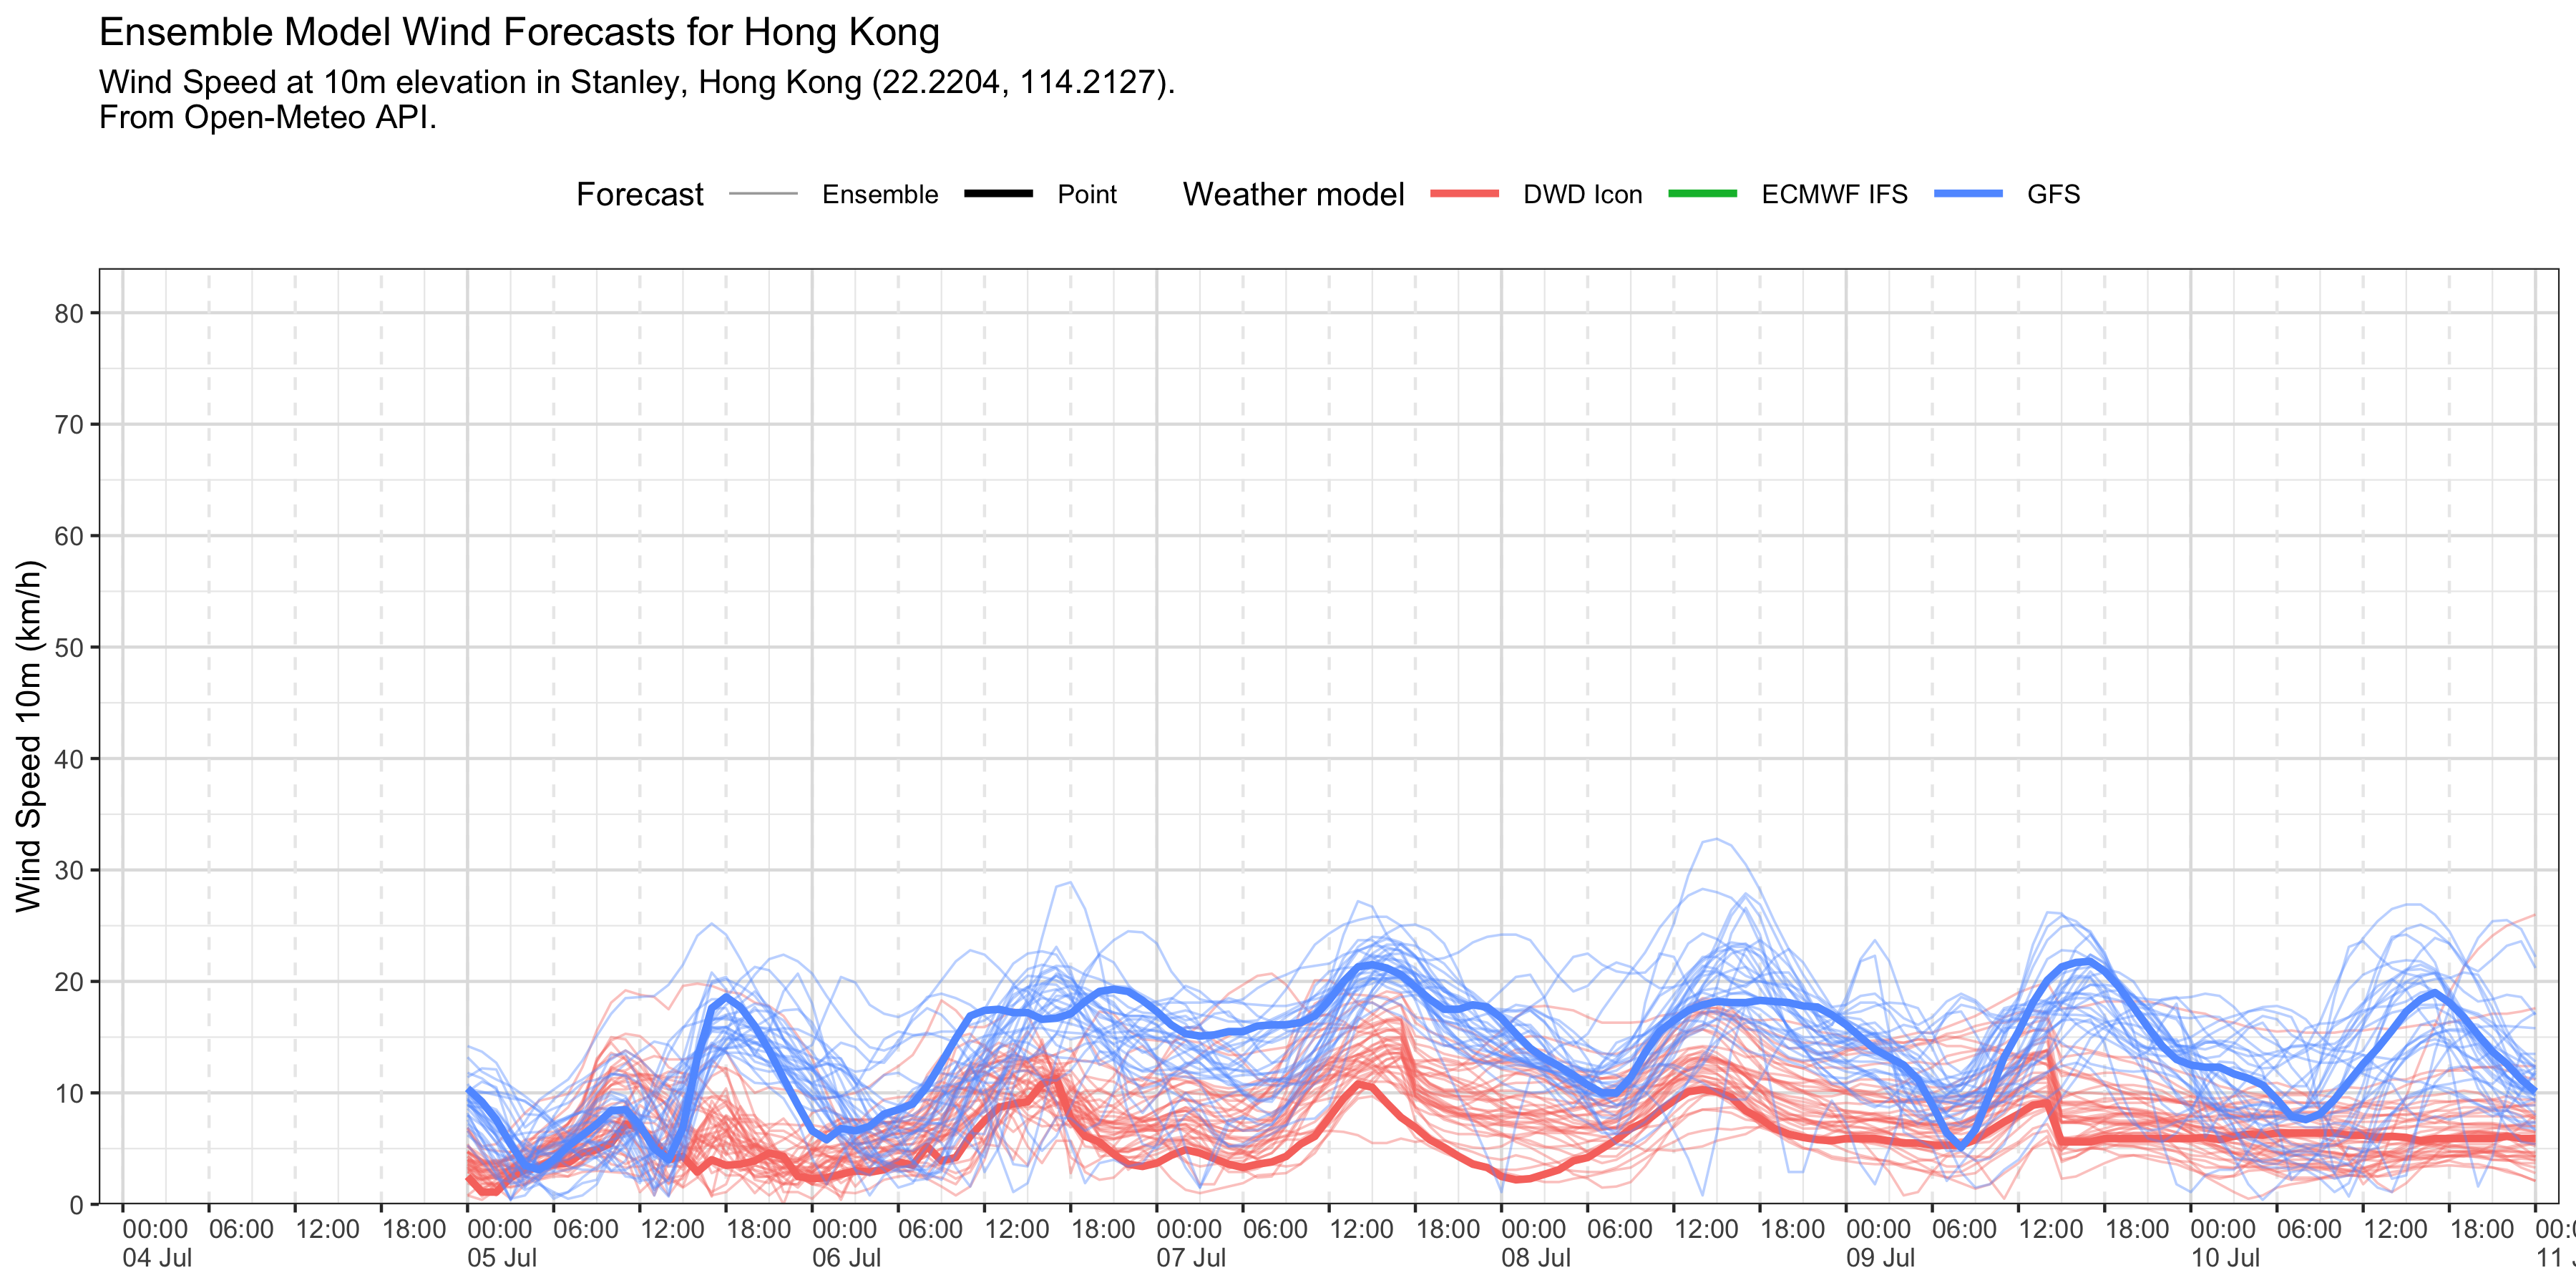 Ensemble Model Wind Forecasts for Hong Kong
Wind Speed at 10m elevation in Stanley, Hong Kong (22.2204, 114.2127).
From Open-Meteo API.
Forecast Ensemble Point Weather model DWD Icon ECMWF IFS GFS
Wind Speed 10m (km/h)
80
70
60
50
40
30
20
10
0
00:00 06:00 12:00 18:00 00:00 06:00 12:00 18:00 00:00 06:00 12:00 18:00 00:00 06:00 12:00 18:00 00:00 06:00 12:00 18:00 00:00 06:00 12:00 18:00 00:00 06:00 12:00 18:00
04 Jul 05 Jul 06 Jul 07 Jul 08 Jul 09 Jul 10 Jul 11